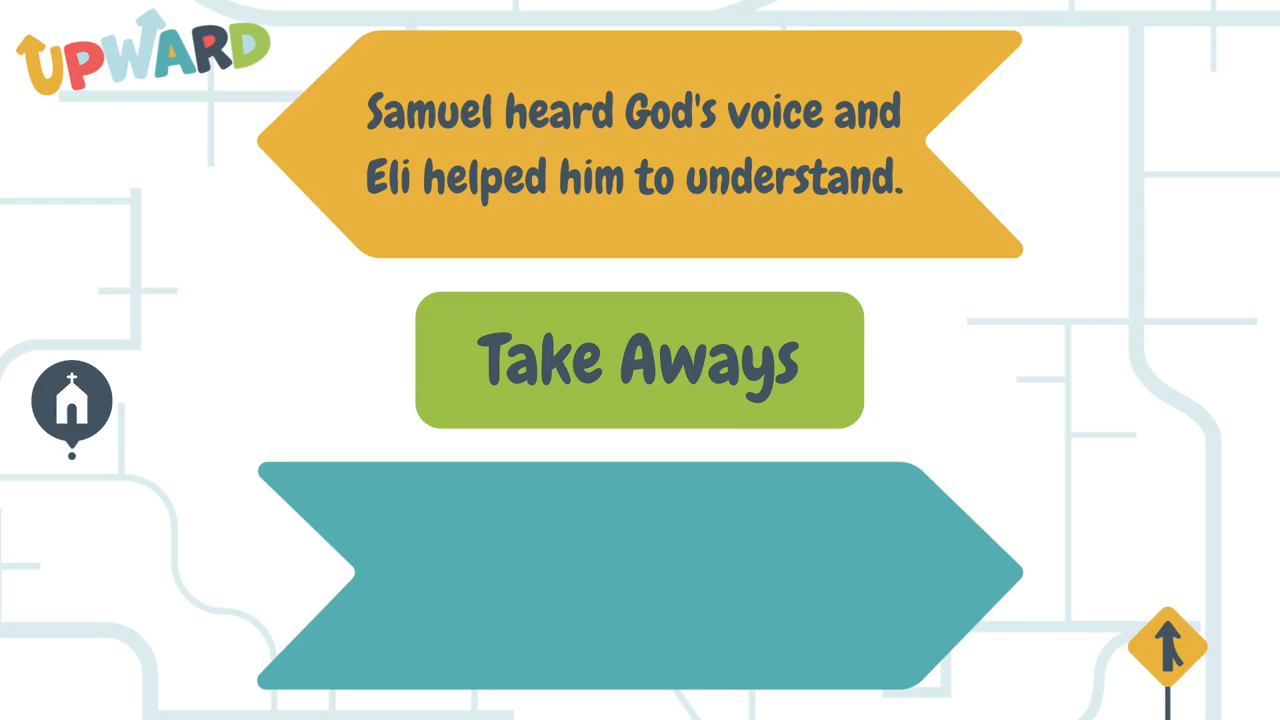 UPWARD
Samuel heard God's voice and
Eli helped him to understand.
Take Aways